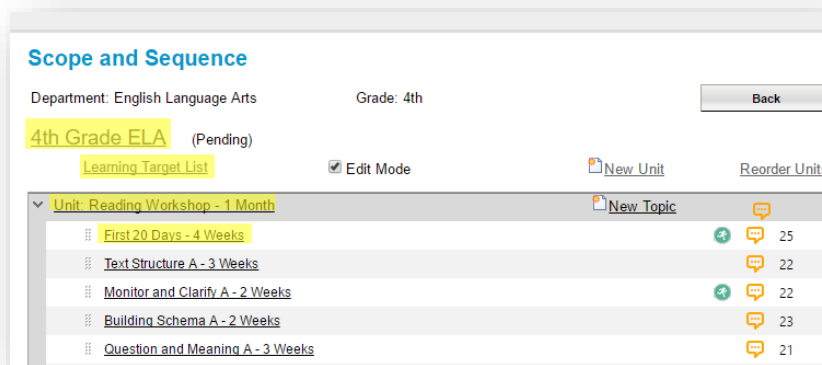 Scope and Sequence
Department: English Language Arts Grade: 4th Back
4th Grade ELA (Pending)
Learning Target List Edit Mode New Unit Reorder Units
Unit: Reading Workshop - 1 Month New Topic
First 20 Days - 4 Weeks 25
Text Structure A - 3 Weeks 22
Monitor and Clarify A - 2 Weeks 22
Building Schema A - 2 Weeks 23
Question and Meaning A - 3 Weeks 21